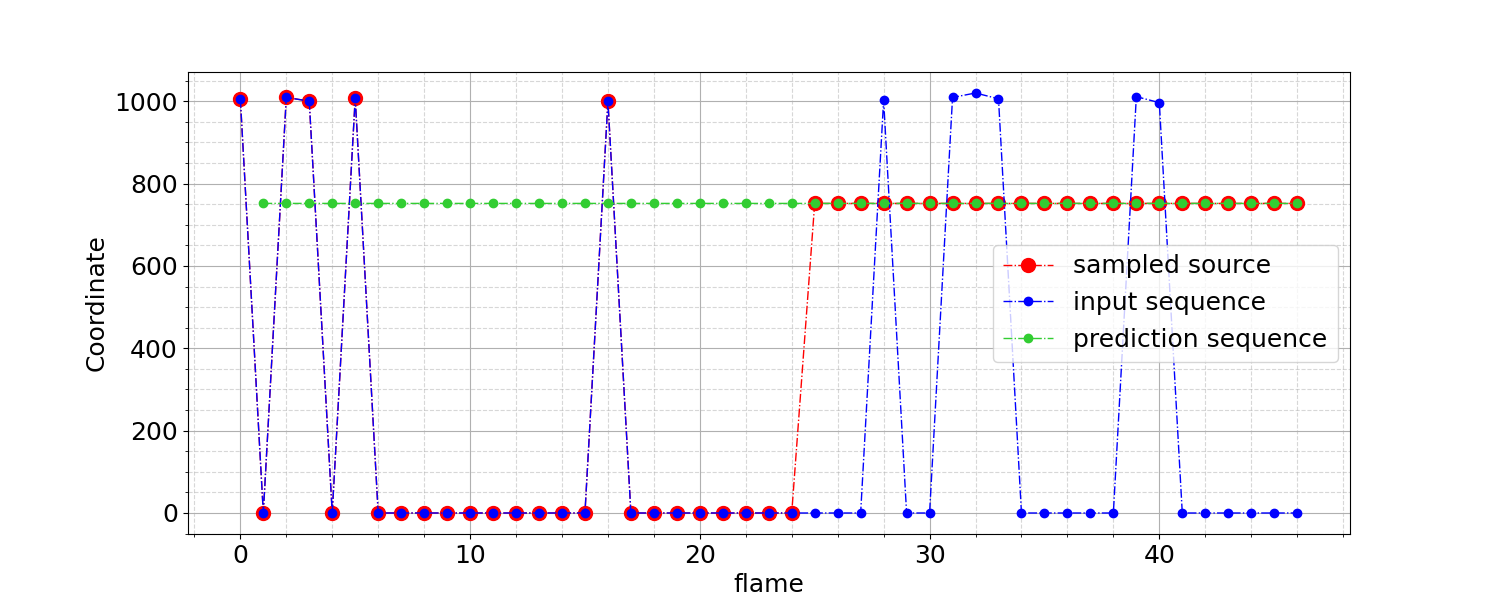 1000
800
600
400
200
0
Coordinate
0 10 20 30 40
flame
sampled source
input sequence
prediction sequence